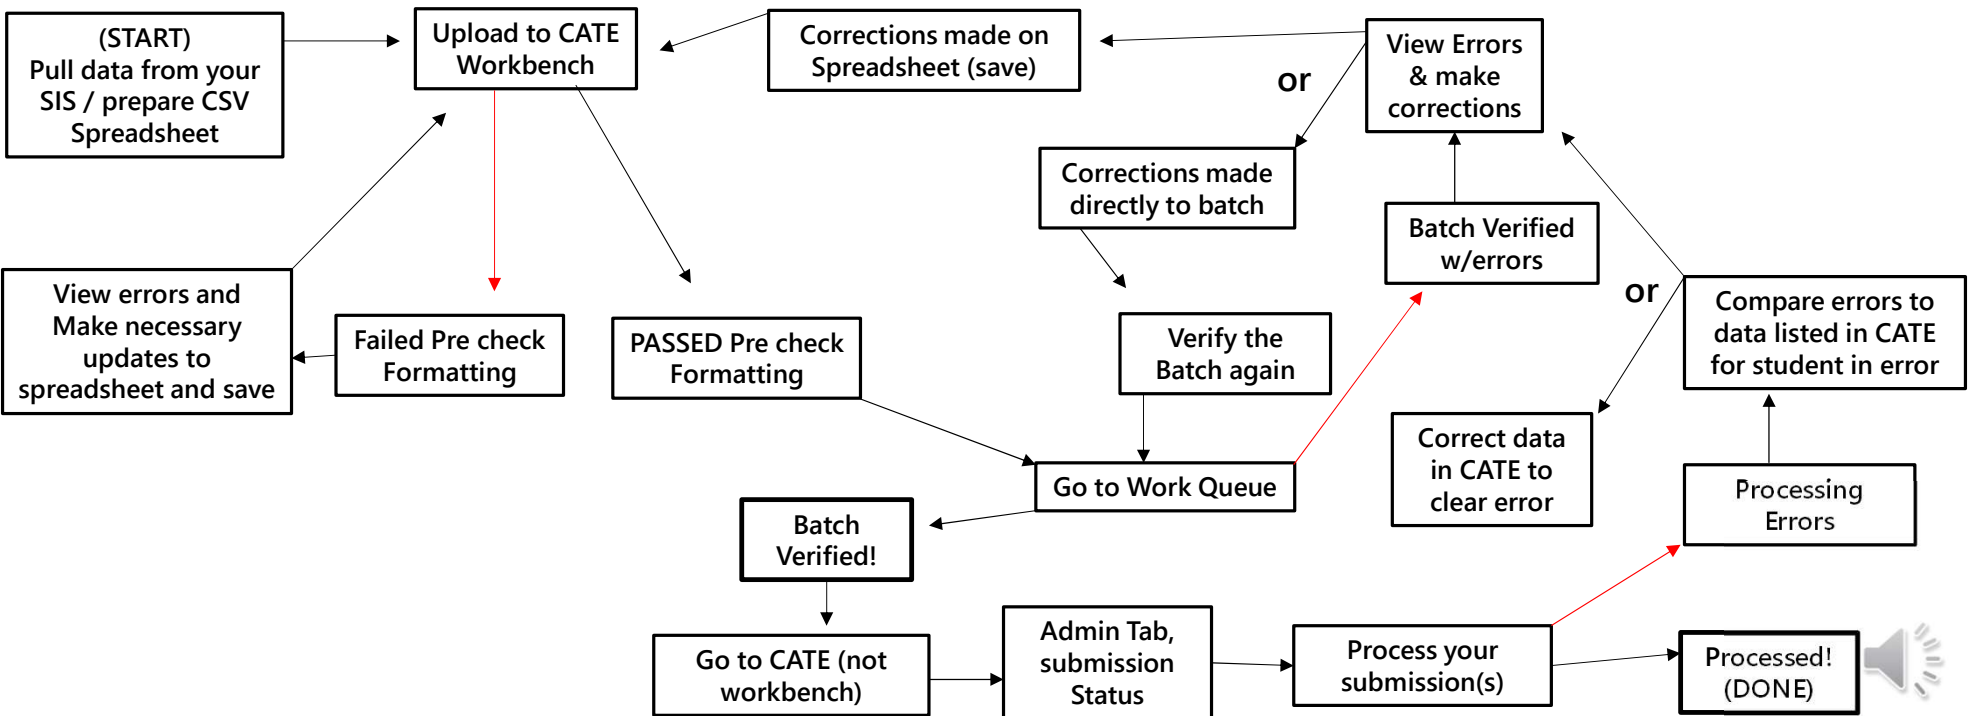 (START)
Pull data from your
SIS / prepare CSV
Spreadsheet
Upload to CATE
Workbench
Corrections made on
Spreadsheet (save)
or
View Errors
& make
corrections
Corrections made
directly to batch
Batch Verified
w/errors
View errors and
Make necessary
updates to
spreadsheet and save
Failed Pre check
Formatting
PASSED Pre check
Formatting
Verify the
Batch again
or
Compare errors to
data listed in CATE
for student in error
Correct data
in CATE to
clear error
Go to Work Queue
Processing
Errors
Batch
Verified!
Go to CATE (not
workbench)
Admin Tab,
submission
Status
Process your
submission(s)
Processed!
(DONE)